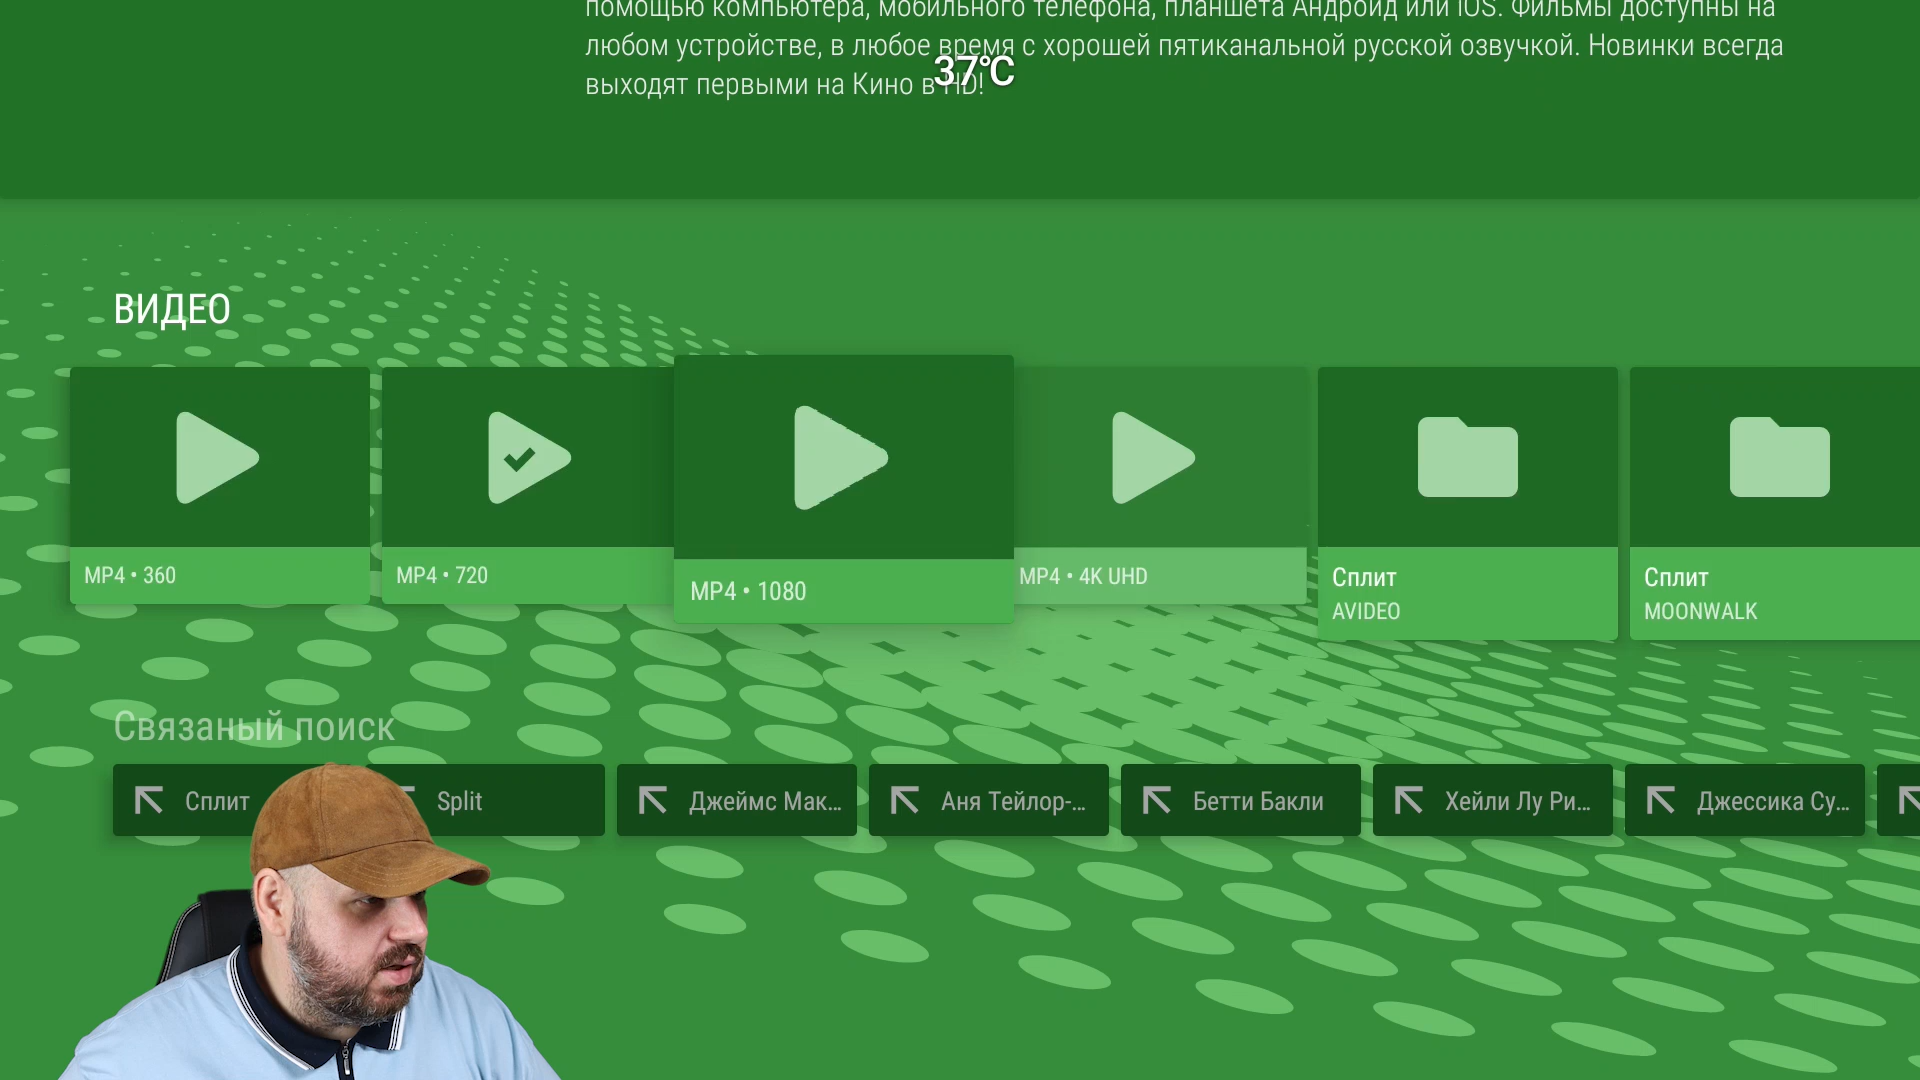 помощью компьютера, мобильного телефона, планшета Андроид или iOS. Фильмы доступны на
любом устройстве, в любое время с хорошей пятиканальной русской озвучкой. Новинки всегда
37°C
выходят первыми на Кино в HD!
ВИДЕО
MP4 • 360
MP4 • 720
MP4 • 1080
MP4 • 4K UHD
Сплит
AVIDEO
Сплит
MOONWALK
Связаный поиск
Сплит
Split
Джеймс Мак...
Аня Тейлор-...
Бетти Бакли
Хейли Лу Ри...
Джессика Су...